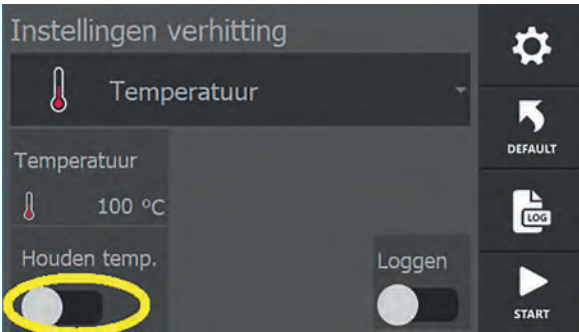 Instellingen verhitting
Temperatuur
DEFAULT
Temperatuur
100 °C
LOG
Houden temp.
Loggen
START